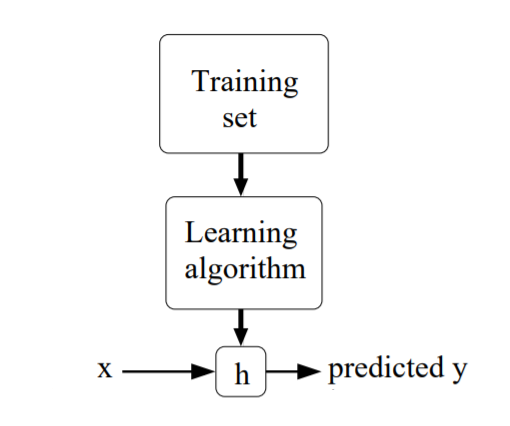 Training
set
Learning
algorithm
x
h
predicted y